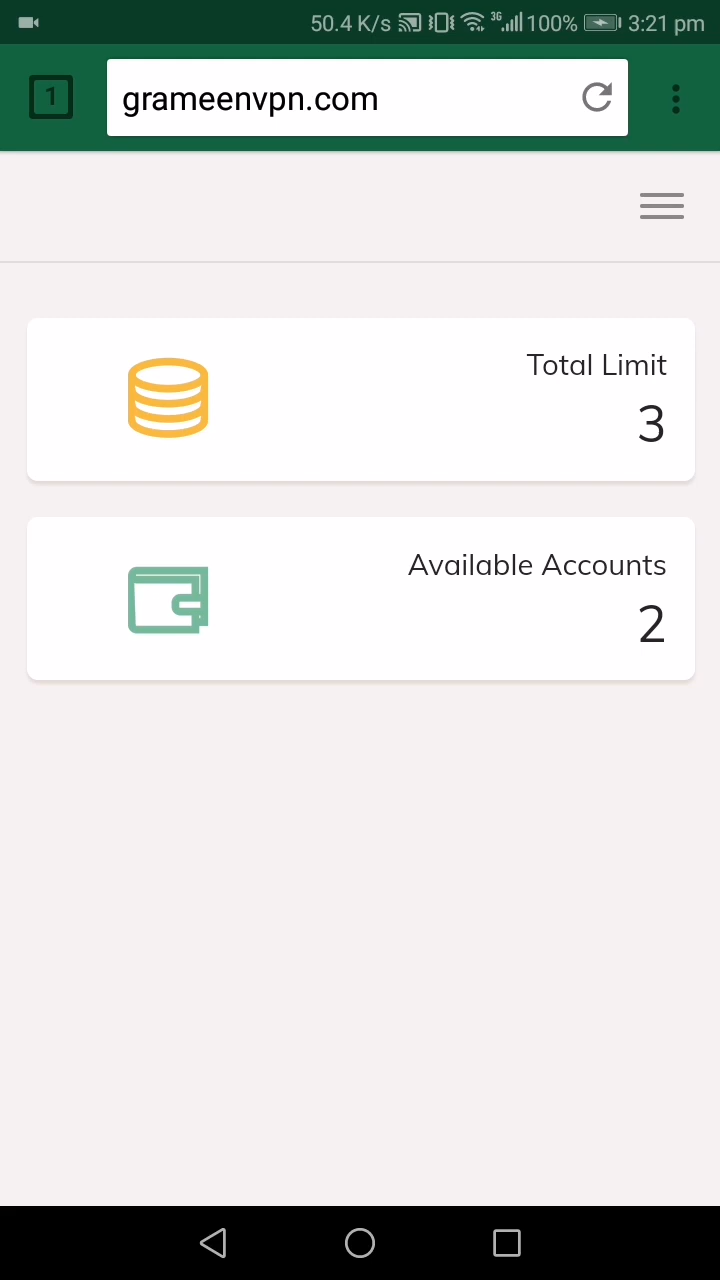 50.4 K/s 3G 100% 3:21 pm
1 grameenvpn.com
Total Limit
3
Available Accounts
2